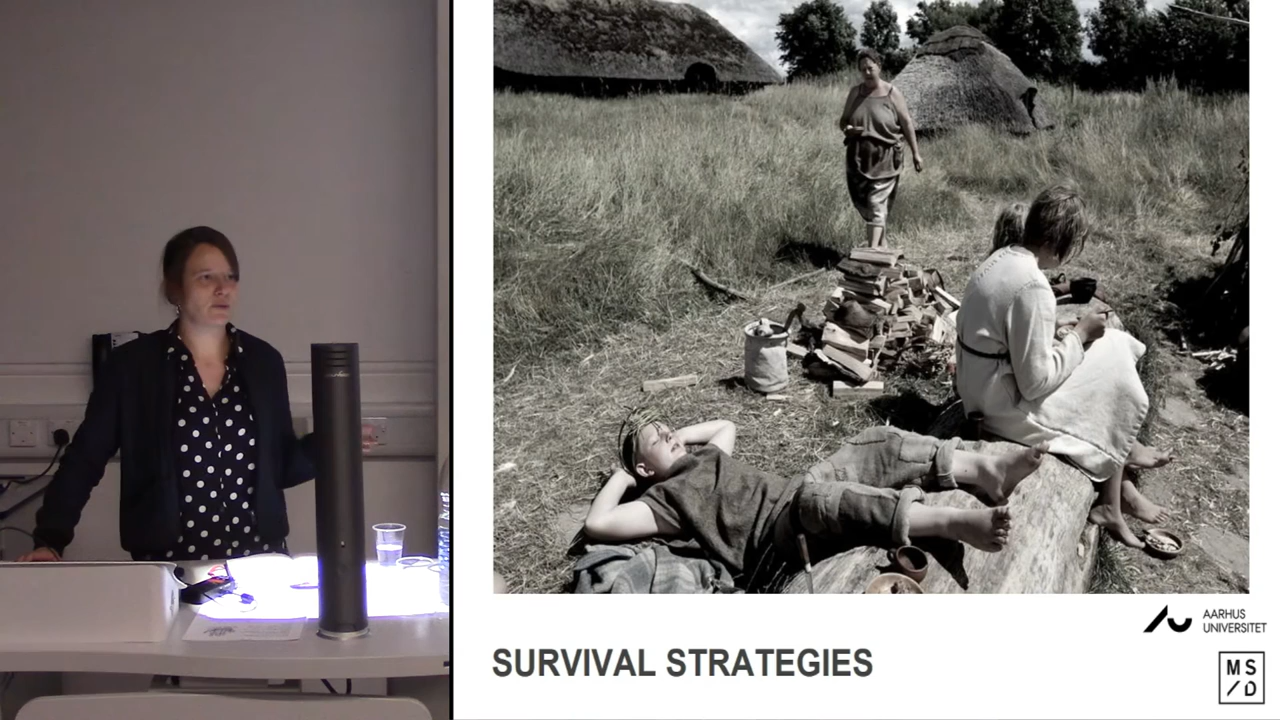 SURVIVAL STRATEGIES
AARHUS
UNIVERSITET
MS
/D